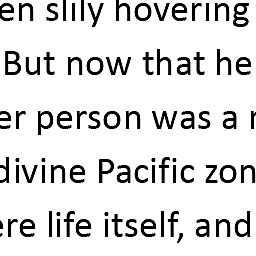 en slily hovering
But now that he
er person was a
divine Pacific zon
ere life itself, and